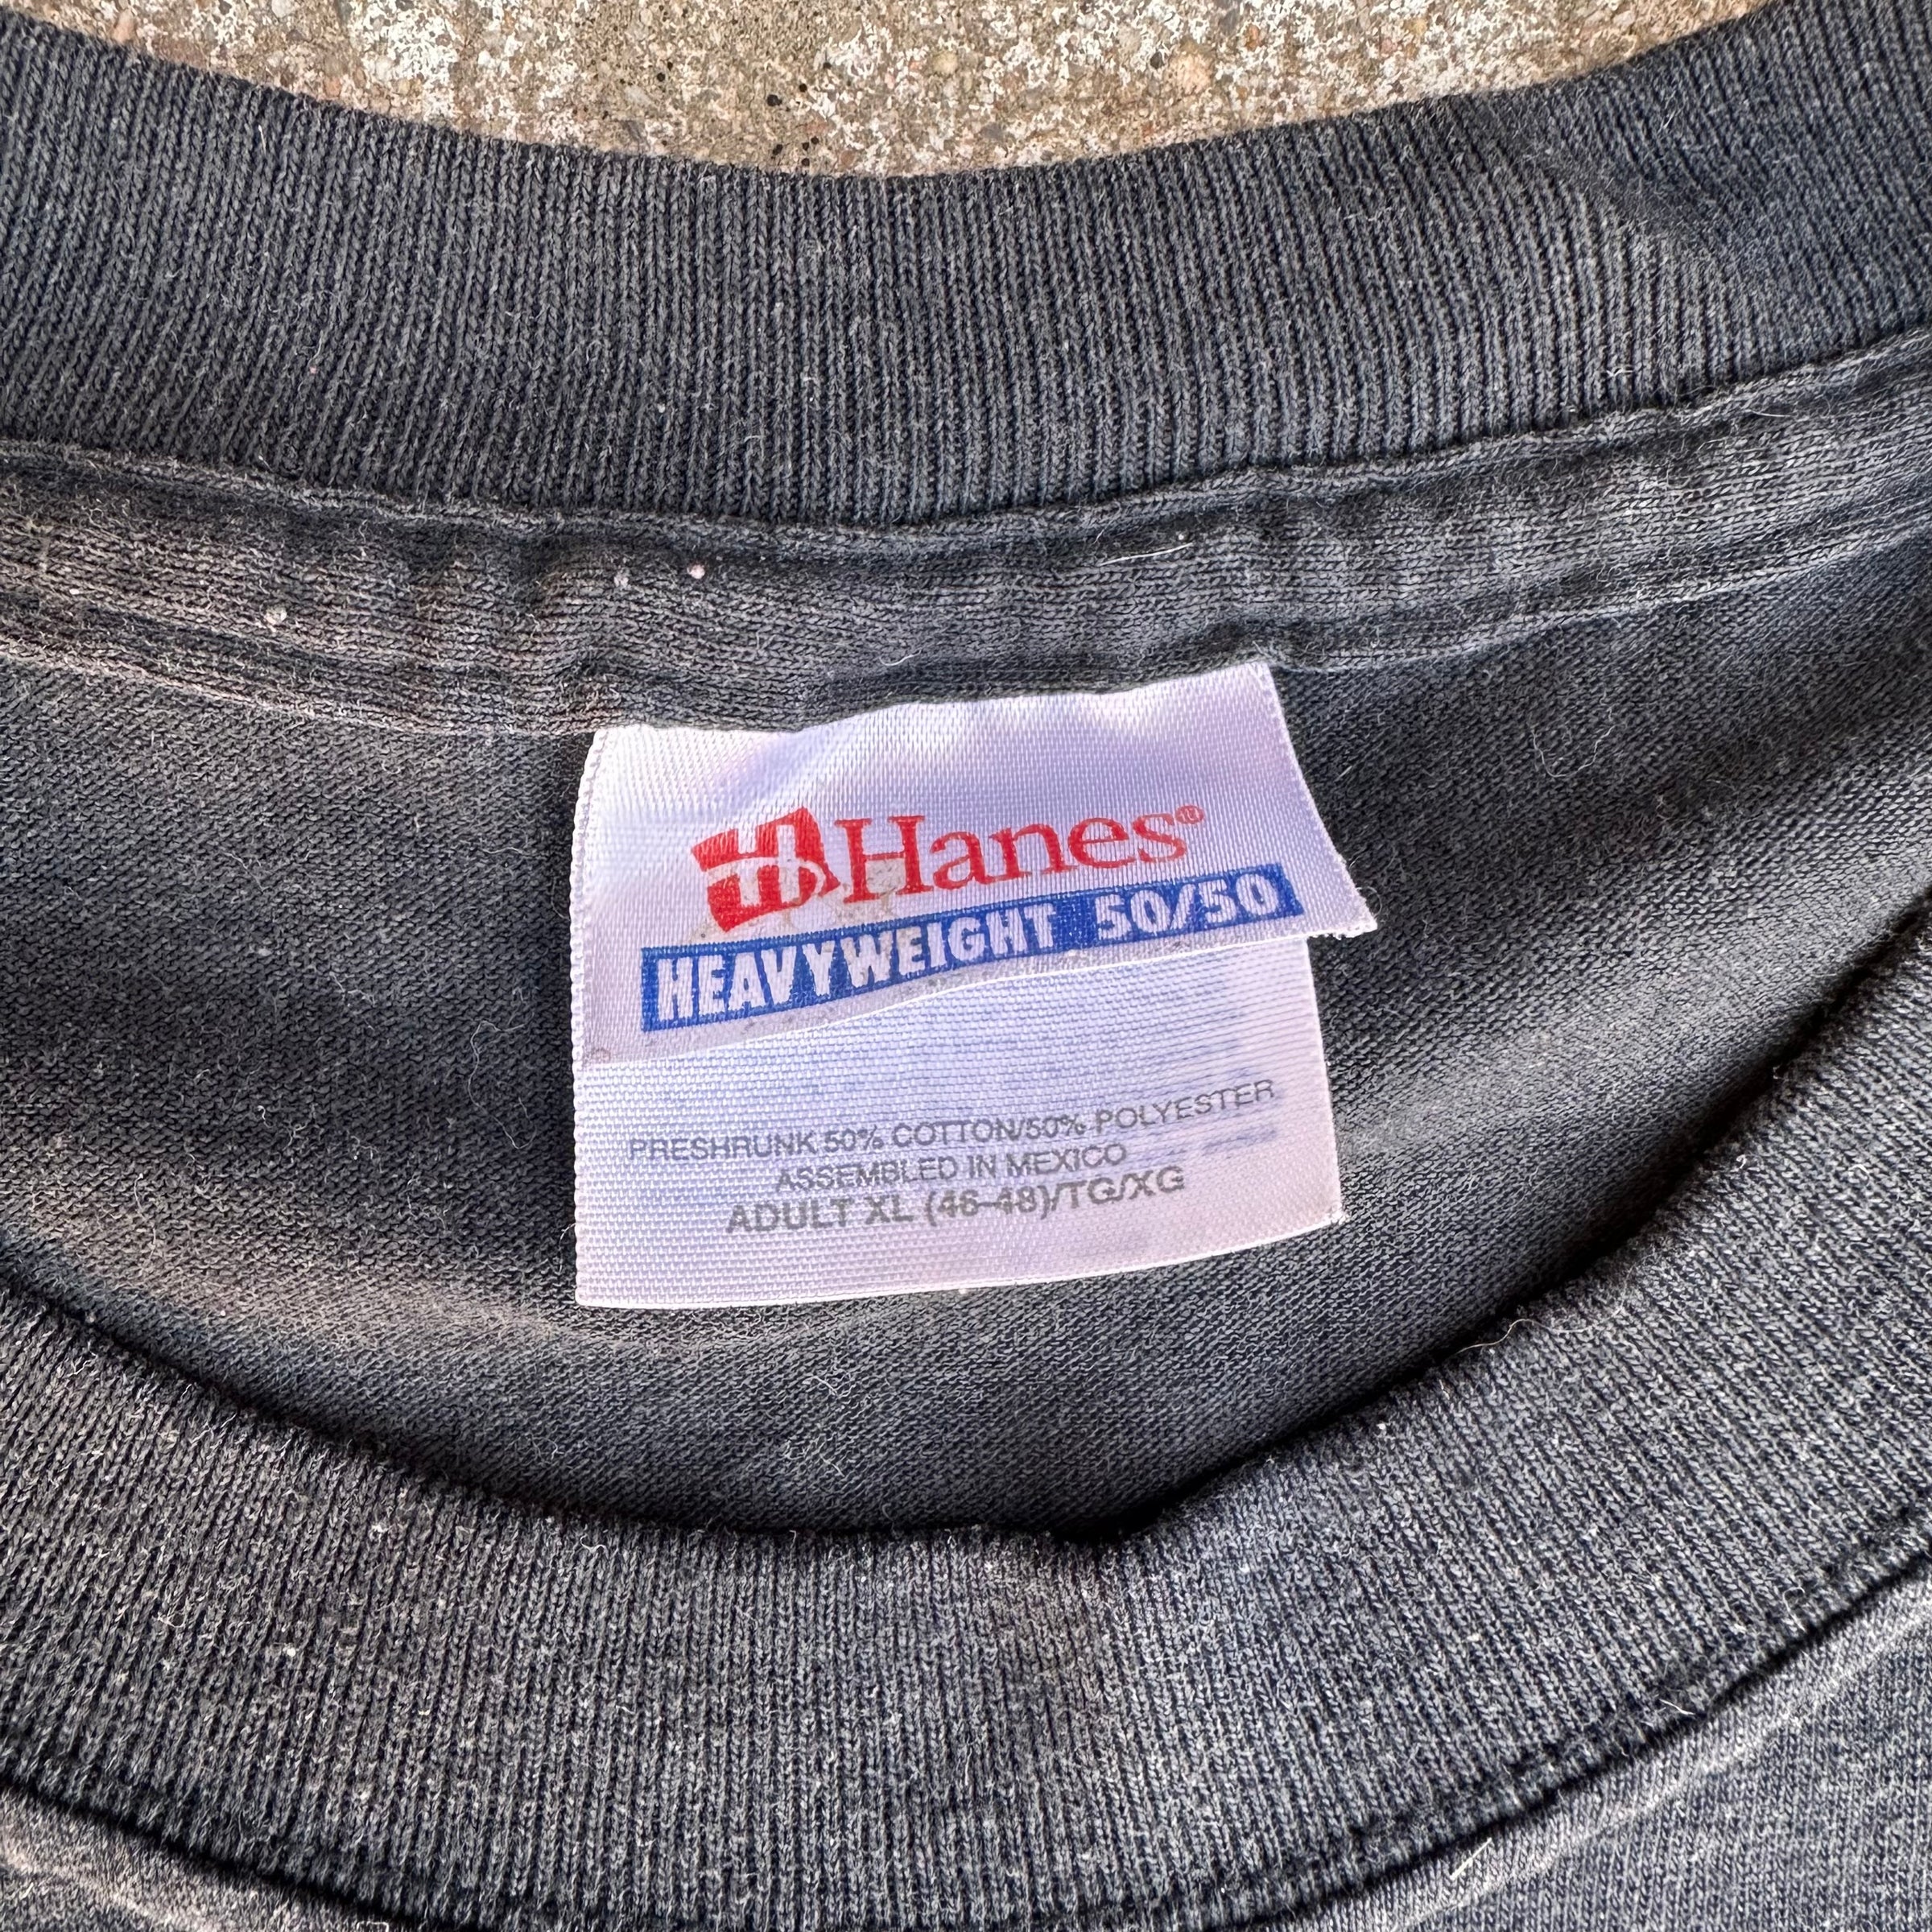 Hanes®
HEAVYWEIGHT 50/50
PRESHRUNK 50% COTTON/50% POLYESTER
ASSEMBLED IN MEXICO
ADULT XL (46-48)/TG/XG